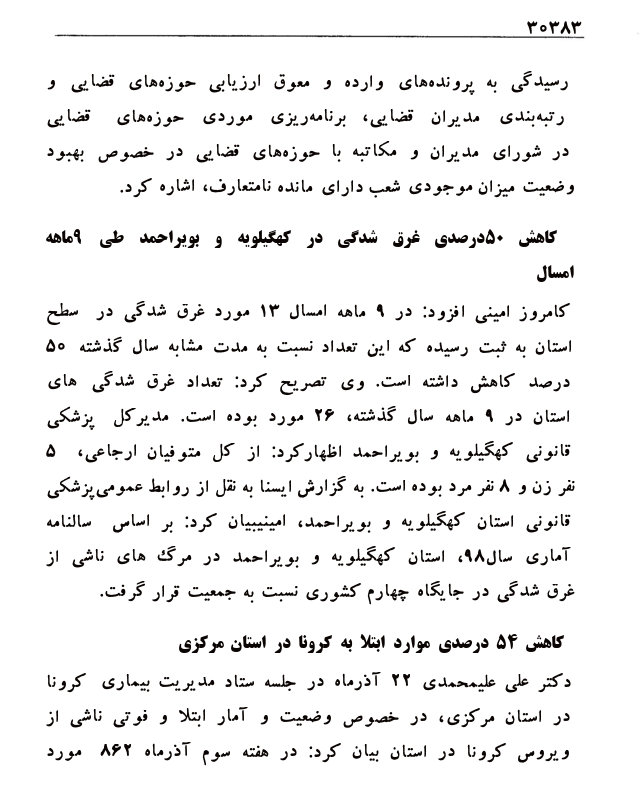 ۳۰۳۸۳
رسیدگی به پرونده‌های وارده و معوق ارزیابی حوزه‌های قضایی و
رتبه‌بندی مدیران قضایی، برنامه‌ریزی موردی حوزه‌های قضایی
در شورای مدیران و مکاتبه با حوزه‌های قضایی در خصوص بهبود
وضعیت میزان موجودی شعب دارای مانده نامتعارف، اشاره کرد.
کاهش ۵۰درصدی غرق شدگی در کهگیلویه و بویراحمد طی ۹ماهه
امسال
کامروز امینی افزود: در ۹ ماهه امسال ۱۳ مورد غرق شدگی در سطح
استان به ثبت رسیده که این تعداد نسبت به مدت مشابه سال گذشته ۵۰
درصد کاهش داشته است. وی تصریح کرد: تعداد غرق شدگی های
استان در ۹ ماهه سال گذشته، ۲۶ مورد بوده است. مدیرکل پزشکی
قانونی کهگیلویه و بویراحمد اظهارکرد: از کل متوفیان ارجاعی، ۵
نفر زن و ۸ نفر مرد بوده است. به گزارش ایسنا به نقل از روابط عمومی‌پزشکی
قانونی استان کهگیلویه و بویراحمد، امینیبیان کرد: بر اساس سالنامه
آماری سال۹۸، استان کهگیلویه و بویراحمد در مرگ های ناشی از
غرق شدگی در جایگاه چهارم کشوری نسبت به جمعیت قرار گرفت.
کاهش ۵۴ درصدی موارد ابتلا به کرونا در استان مرکزی
دکتر علی علیمحمدی ۲۲ آذرماه در جلسه ستاد مدیریت بیماری کرونا
در استان مرکزی، در خصوص وضعیت و آمار ابتلا و فوتی ناشی از
ویروس کرونا در استان بیان کرد: در هفته سوم آذرماه ۸۶۲ مورد